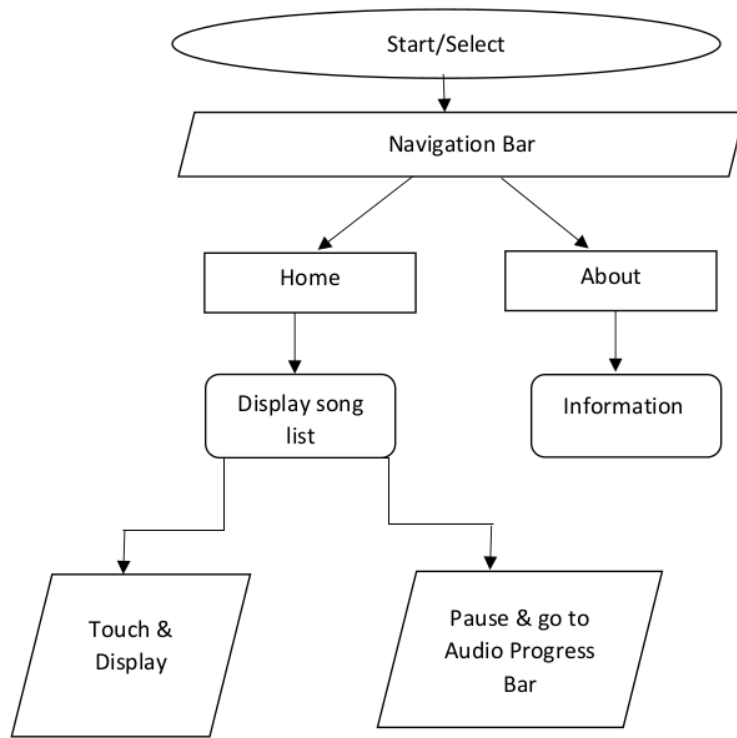 Start/Select
Navigation Bar
Home
About
Display song
list
Information
Touch &
Display
Pause & go to
Audio Progress
Bar